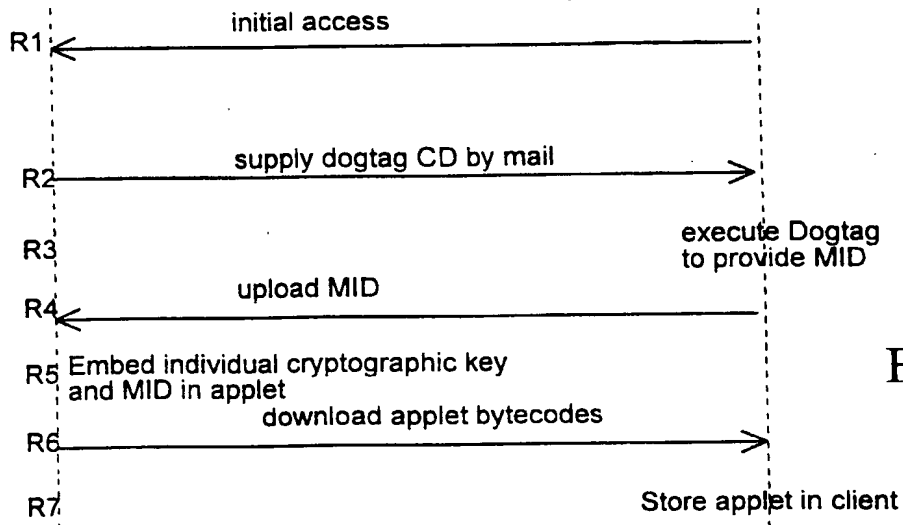 initial access
R1
supply dogtag CD by mail
R2
execute Dogtag
R3
to provide MID
upload MID
R4
R5 Embed individual cryptographic key
and MID in applet
download applet bytecodes
R6
R7
Store applet in client